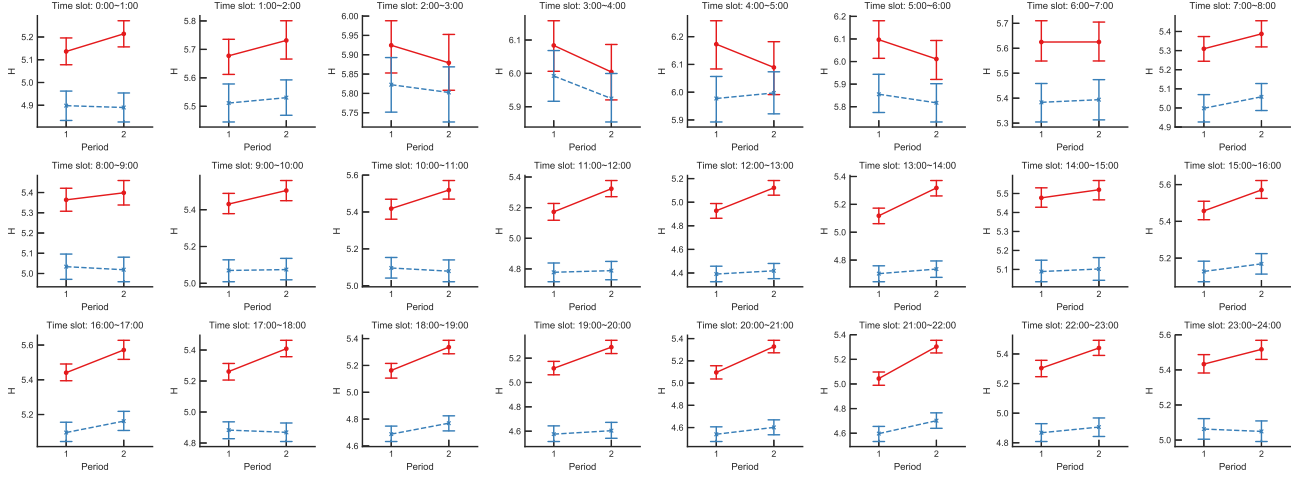 Time slot: 0:00~1:00
5.2
5.1
5.0
4.9
H
1 2
Period
Time slot: 1:00~2:00
5.8
5.7
5.6
5.5
H
1 2
Period
Time slot: 2:00~3:00
6.00
5.95
5.90
5.85
5.80
5.75
H
1 2
Period
Time slot: 3:00~4:00
6.1
6.0
5.9
H
1 2
Period
Time slot: 4:00~5:00
6.2
6.1
6.0
5.9
H
1 2
Period
Time slot: 5:00~6:00
6.2
6.1
6.0
5.9
5.8
H
1 2
Period
Time slot: 6:00~7:00
5.7
5.6
5.5
5.4
5.3
H
1 2
Period
Time slot: 7:00~8:00
5.4
5.3
5.2
5.1
5.0
4.9
H
1 2
Period
Time slot: 8:00~9:00
5.4
5.3
5.2
5.1
5.0
H
1 2
Period
Time slot: 9:00~10:00
5.4
5.2
5.0
H
1 2
Period
Time slot: 10:00~11:00
5.6
5.4
5.2
5.0
H
1 2
Period
Time slot: 11:00~12:00
5.4
5.2
5.0
4.8
H
1 2
Period
Time slot: 12:00~13:00
5.2
5.0
4.8
4.6
4.4
H
1 2
Period
Time slot: 13:00~14:00
5.4
5.2
5.0
4.8
H
1 2
Period
Time slot: 14:00~15:00
5.5
5.4
5.3
5.2
5.1
H
1 2
Period
Time slot: 15:00~16:00
5.6
5.4
5.2
H
1 2
Period
Time slot: 16:00~17:00
5.6
5.4
5.2
H
1 2
Period
Time slot: 17:00~18:00
5.4
5.2
5.0
4.8
H
1 2
Period
Time slot: 18:00~19:00
5.4
5.2
5.0
4.8
4.6
H
1 2
Period
Time slot: 19:00~20:00
5.2
5.0
4.8
4.6
H
1 2
Period
Time slot: 20:00~21:00
5.4
5.2
5.0
4.8
4.6
H
1 2
Period
Time slot: 21:00~22:00
5.4
5.2
5.0
4.8
4.6
H
1 2
Period
Time slot: 22:00~23:00
5.4
5.2
5.0
4.8
H
1 2
Period
Time slot: 23:00~24:00
5.6
5.4
5.2
5.0
H
1 2
Period